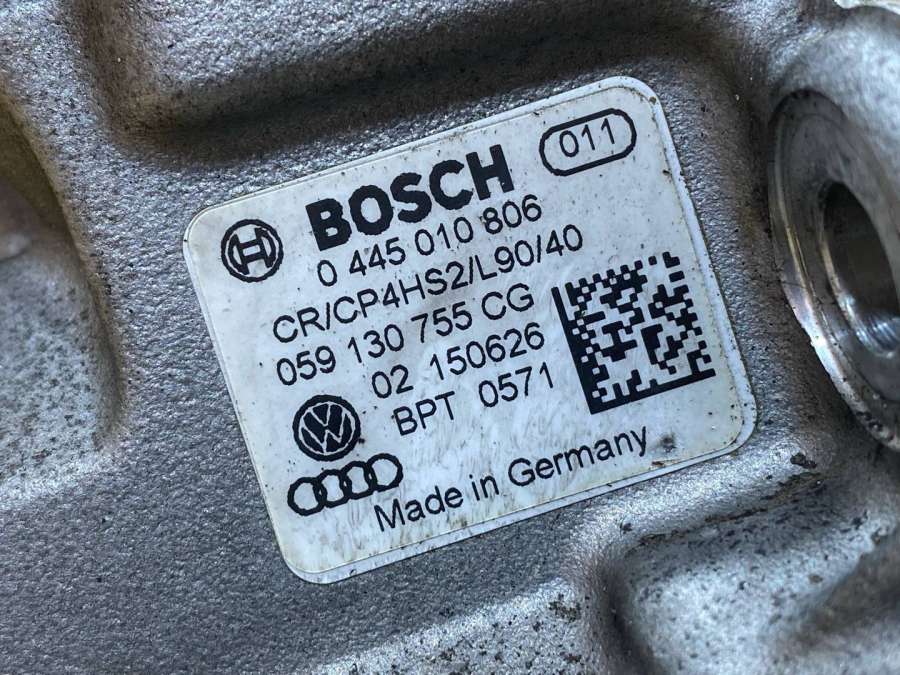 BOSCH
011
0 445 010 806
CR/CP4HS2/L90/40
059 130 755 CG
02 150626
BPT 0571
Made in Germany